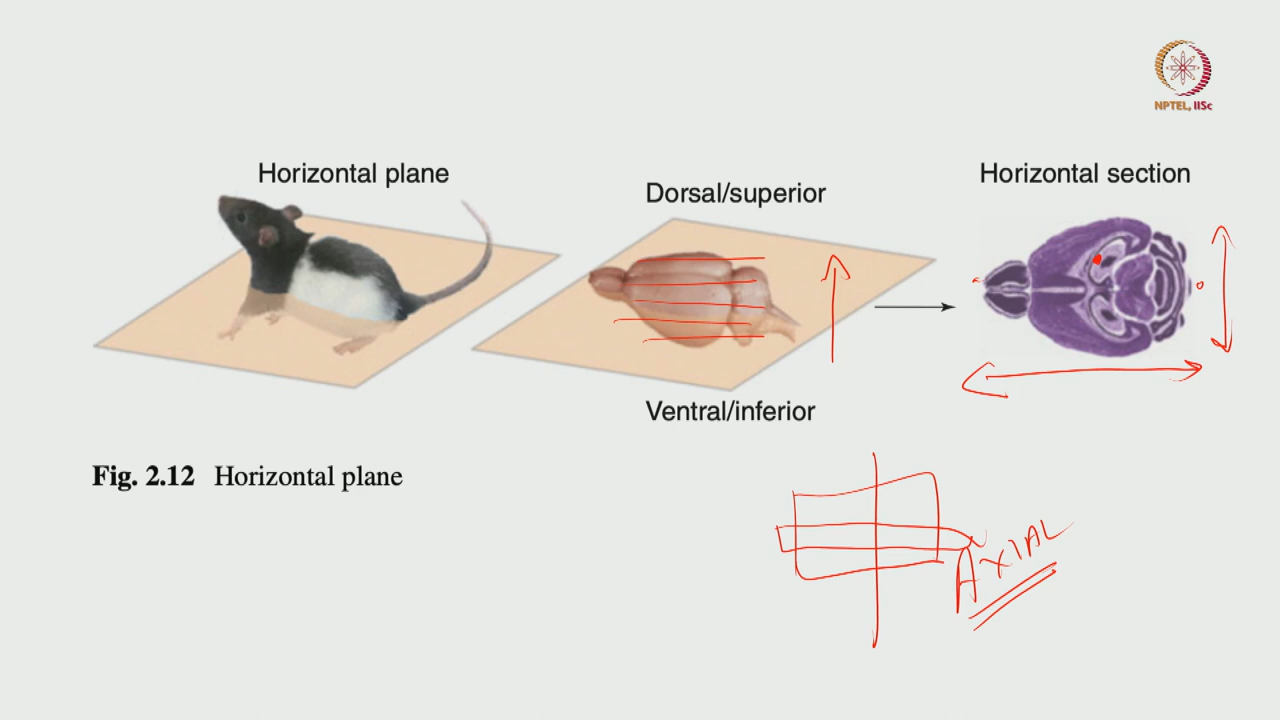 NPTEL, IISc
Horizontal plane
Dorsal/superior
Horizontal section
Ventral/inferior
Fig. 2.12 Horizontal plane
AXIAL